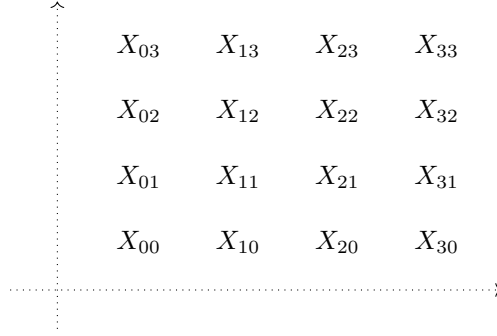 X₀₃ X₁₃ X₂₃ X₃₃
X₀₂ X₁₂ X₂₂ X₃₂
X₀₁ X₁₁ X₂₁ X₃₁
X₀₀ X₁₀ X₂₀ X₃₀